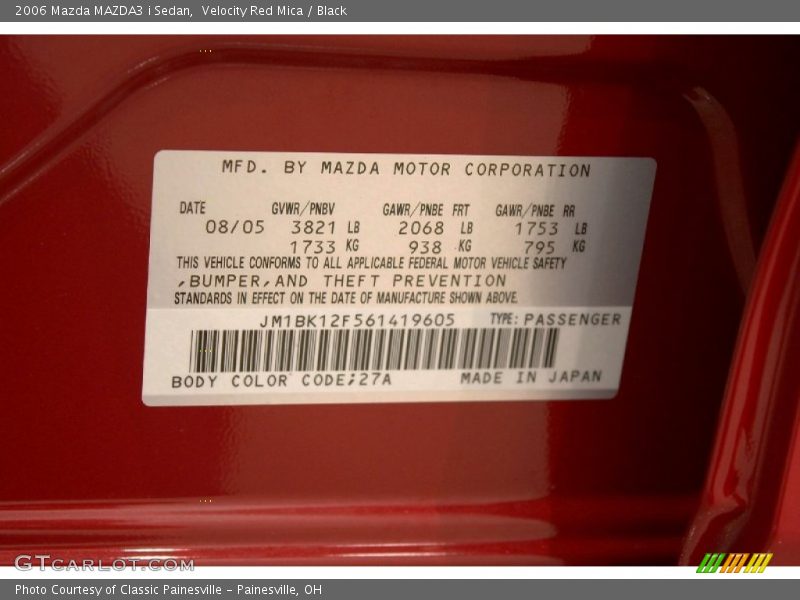 2006 Mazda MAZDA3 i Sedan, Velocity Red Mica / Black
MFD. BY MAZDA MOTOR CORPORATION
DATE GVWR/PNBV GAWR/PNBE FRT GAWR/PNBE RR
08/05 3821 LB 2068 LB 1753 LB
1733 KG 938 KG 795 KG
THIS VEHICLE CONFORMS TO ALL APPLICABLE FEDERAL MOTOR VEHICLE SAFETY
,BUMPER,AND THEFT PREVENTION
STANDARDS IN EFFECT ON THE DATE OF MANUFACTURE SHOWN ABOVE.
JM1BK12F561419605 TYPE: PASSENGER
BODY COLOR CODE;27A MADE IN JAPAN
GTCARLOT.COM
Photo Courtesy of Classic Painesville - Painesville, OH